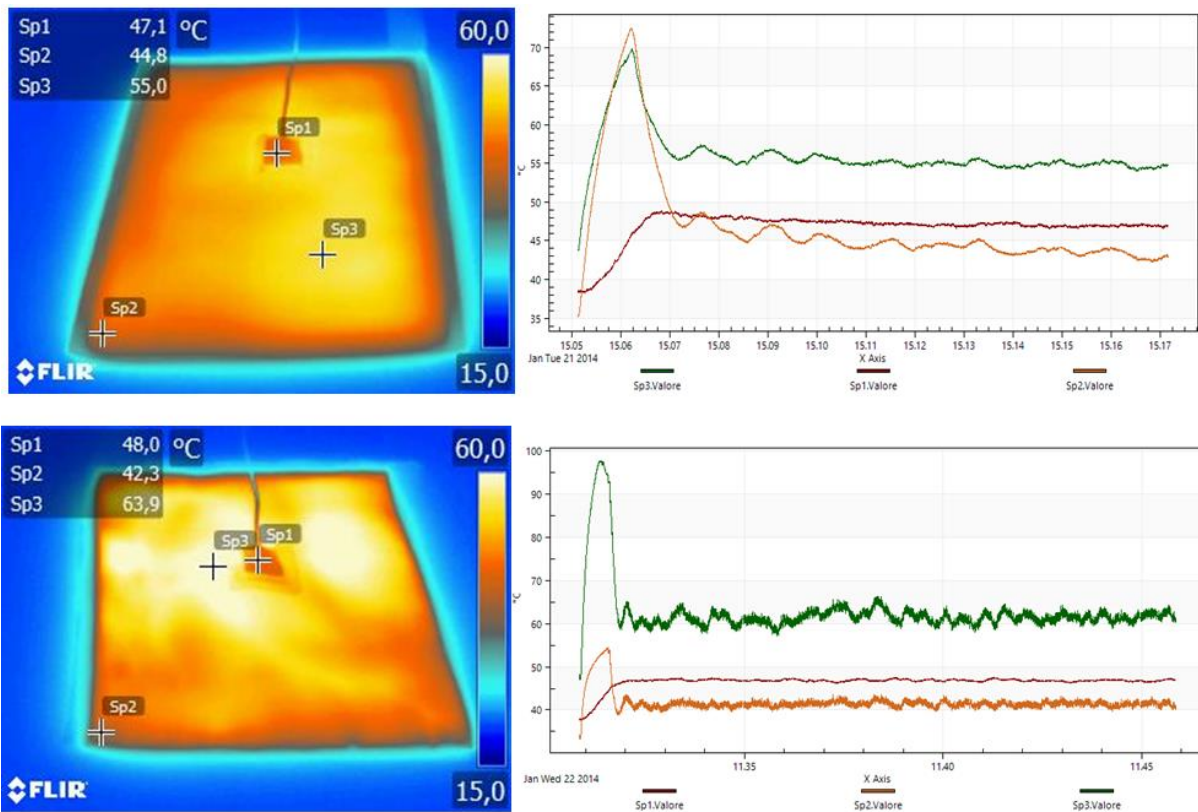 Sp1 47,1 °C
Sp2 44,8
Sp3 55,0
60,0
Sp1
Sp3
Sp2
FLIR
15,0
70
65
60
55
50
45
40
35
°C
15.05 15.06 15.07 15.08 15.09 15.10 15.11 15.12 15.13 15.14 15.15 15.16 15.17
Jan Tue 21 2014 X Axis
Sp3.Valore Sp1.Valore Sp2.Valore
Sp1 48,0 °C
Sp2 42,3
Sp3 63,9
60,0
Sp3 Sp1
Sp2
FLIR
15,0
100
90
80
70
60
50
40
°C
11.35 11.40 11.45
Jan Wed 22 2014 X Axis
Sp1.Valore Sp2.Valore Sp3.Valore